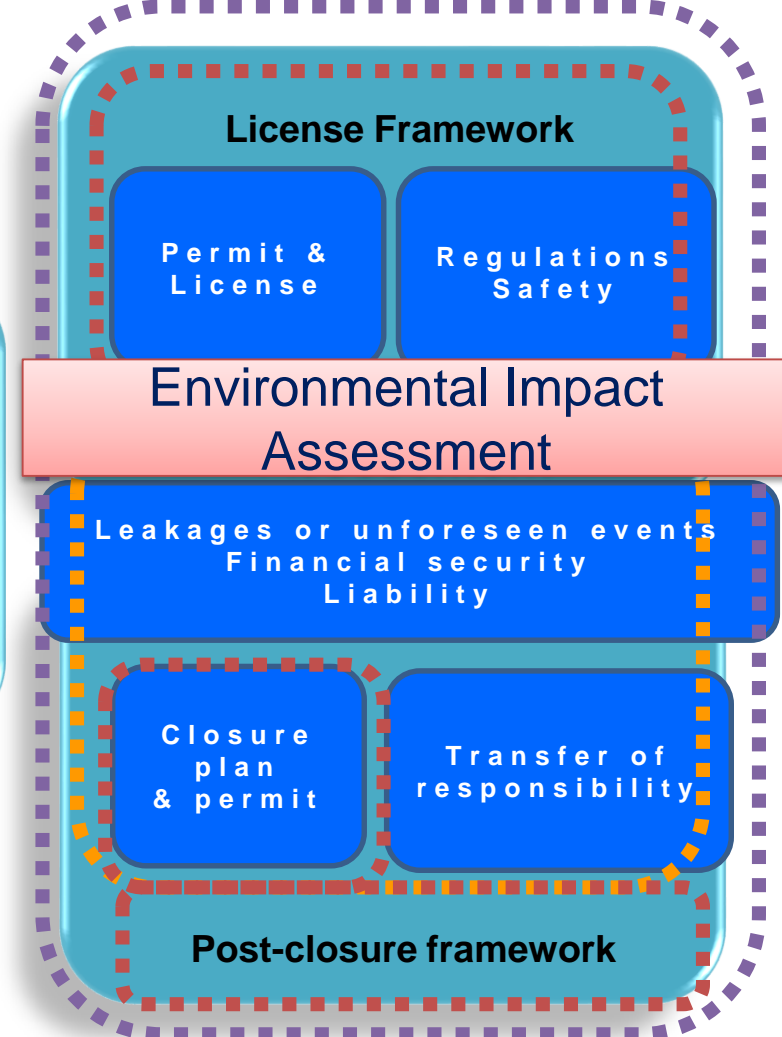 License Framework
Permit &
License
Regulations
Safety
Environmental Impact
Assessment
Leakages or unforeseen events
Financial security
Liability
Closure
plan
& permit
Transfer of
responsibility
Post-closure framework